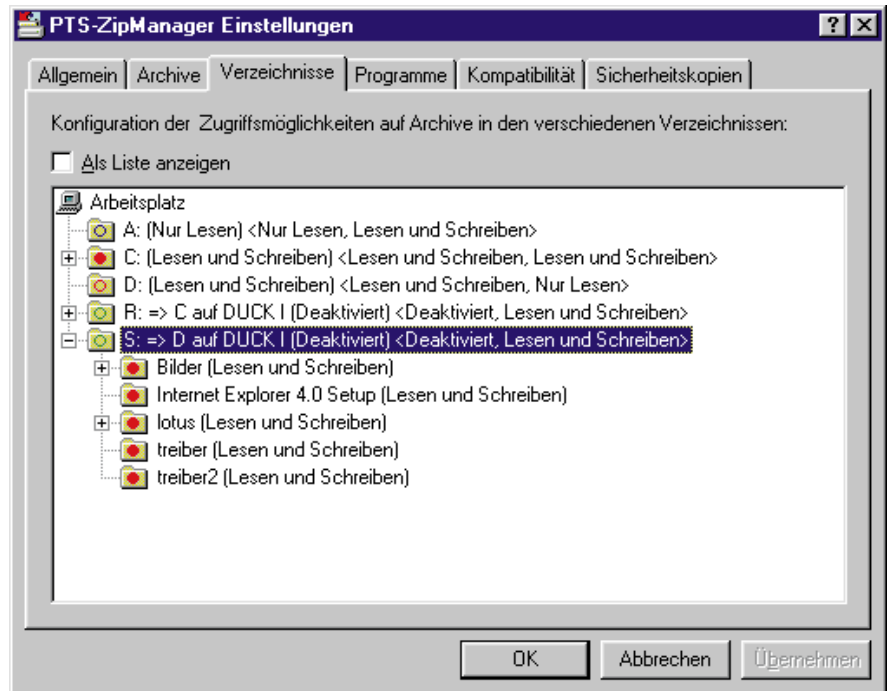 PTS-ZipManager Einstellungen
Allgemein Archive Verzeichnisse Programme Kompatibilität Sicherheitskopien
Konfiguration der Zugriffsmöglichkeiten auf Archive in den verschiedenen Verzeichnissen:
Als Liste anzeigen
Arbeitsplatz
A: (Nur Lesen) <Nur Lesen, Lesen und Schreiben>
C: (Lesen und Schreiben) <Lesen und Schreiben, Lesen und Schreiben>
D: (Lesen und Schreiben) <Lesen und Schreiben, Nur Lesen>
R: => C auf DUCK I (Deaktiviert) <Deaktiviert, Lesen und Schreiben>
S: => D auf DUCK I (Deaktiviert) <Deaktiviert, Lesen und Schreiben>
Bilder (Lesen und Schreiben)
Internet Explorer 4.0 Setup (Lesen und Schreiben)
lotus (Lesen und Schreiben)
treiber (Lesen und Schreiben)
treiber2 (Lesen und Schreiben)
OK Abbrechen Übernehmen